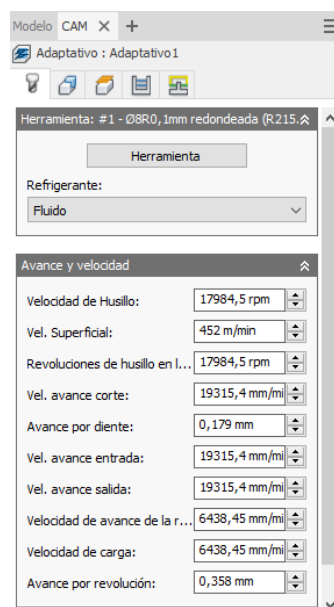 Modelo CAM × +
Adaptativo : Adaptativo1
Herramienta: #1 - Ø8R0,1mm redondeada (R215.
Herramienta
Refrigerante:
Fluido
Avance y velocidad
Velocidad de Husillo: 17984,5 rpm
Vel. Superficial: 452 m/min
Revoluciones de husillo en l... 17984,5 rpm
Vel. avance corte: 19315,4 mm/mi
Avance por diente: 0,179 mm
Vel. avance entrada: 19315,4 mm/mi
Vel. avance salida: 19315,4 mm/mi
Velocidad de avance de la r... 6438,45 mm/mi
Velocidad de carga: 6438,45 mm/mi
Avance por revolución: 0,358 mm